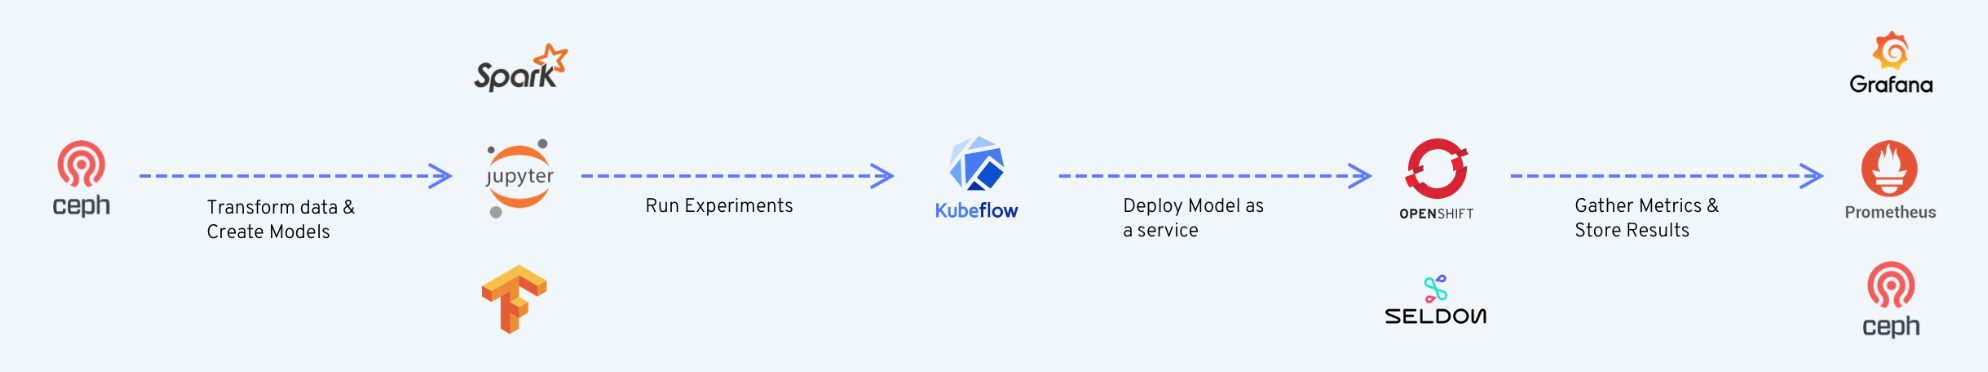 ceph
Transform data &
Create Models
Spark
jupyter
Run Experiments
Kubeflow
Deploy Model as
a service
OPENSHIFT
SELDON
Gather Metrics &
Store Results
Grafana
Prometheus
ceph